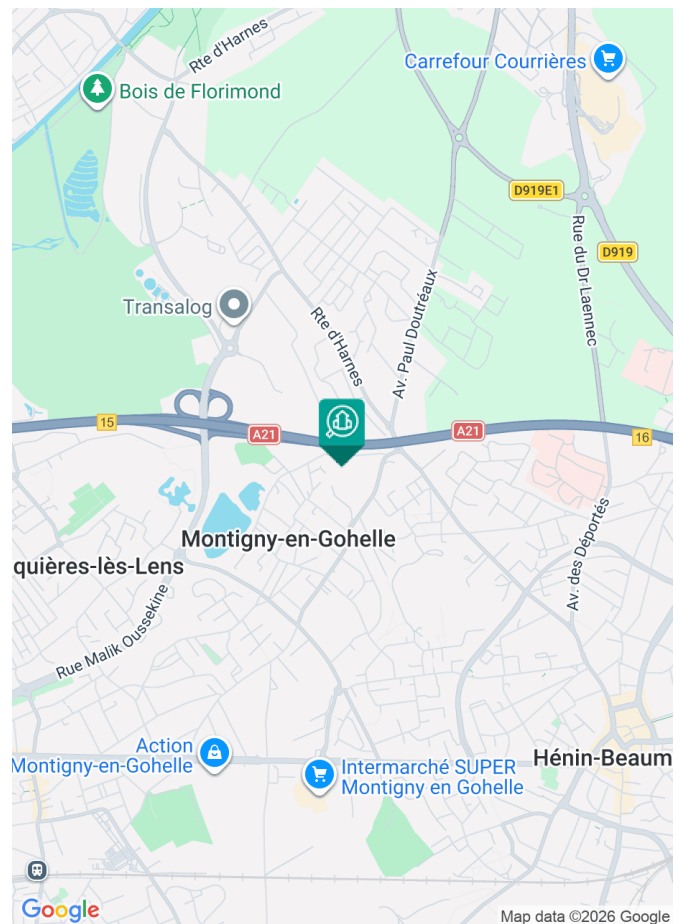 Rte d'Harnes
Carrefour Courrières
Bois de Florimond
D919E1
Rue du Dr Laennec
D919
Av. Paul Doutréaux
Transalog
Rte d'Harnes
15
A21
A21
16
Montigny-en-Gohelle
quières-lès-Lens
Av. des Déportés
Rue Malik Oussekine
Action
Montigny-en-Gohelle
Hénin-Beaum
Intermarché SUPER
Montigny en Gohelle
Google
Map data ©2026 Google